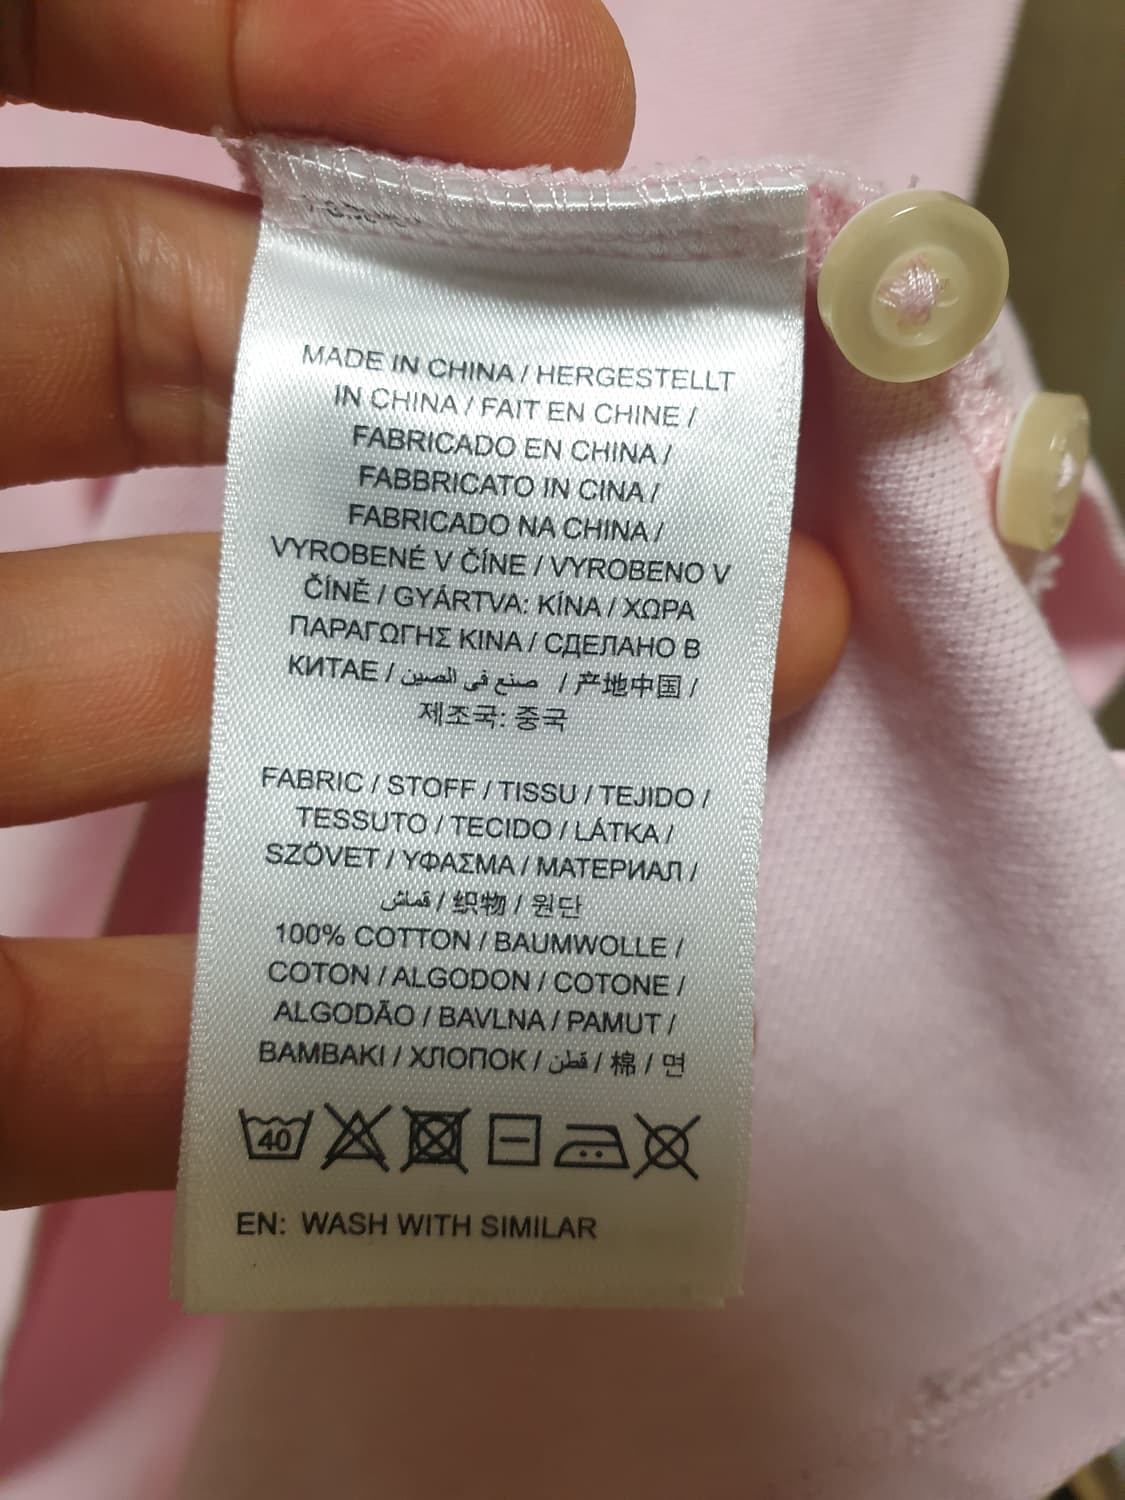 MADE IN CHINA / HERGESTELLT
IN CHINA / FAIT EN CHINE /
FABRICADO EN CHINA /
FABBRICATO IN CINA /
FABRICADO NA CHINA /
VYROBENÉ V ČÍNE / VYROBENO V
ČÍNĚ / GYÁRTVA: KÍNA / ΧΩΡΑ
ΠΑΡΑΓΩΓΗΣ ΚΙΝΑ / СДЕЛАНО В
КИТАЕ / صنع في الصين / 产地中国 /
제조국: 중국
FABRIC / STOFF / TISSU / TEJIDO /
TESSUTO / TECIDO / LÁTKA /
SZÖVET / ΥΦΑΣΜΑ / МАТЕРИАЛ /
قماش / 织物 / 원단
100% COTTON / BAUMWOLLE /
COTON / ALGODON / COTONE /
ALGODÃO / BAVLNA / PAMUT /
BAMBAKI / ХЛОПОК / قطن / 棉 / 면
40
EN: WASH WITH SIMILAR